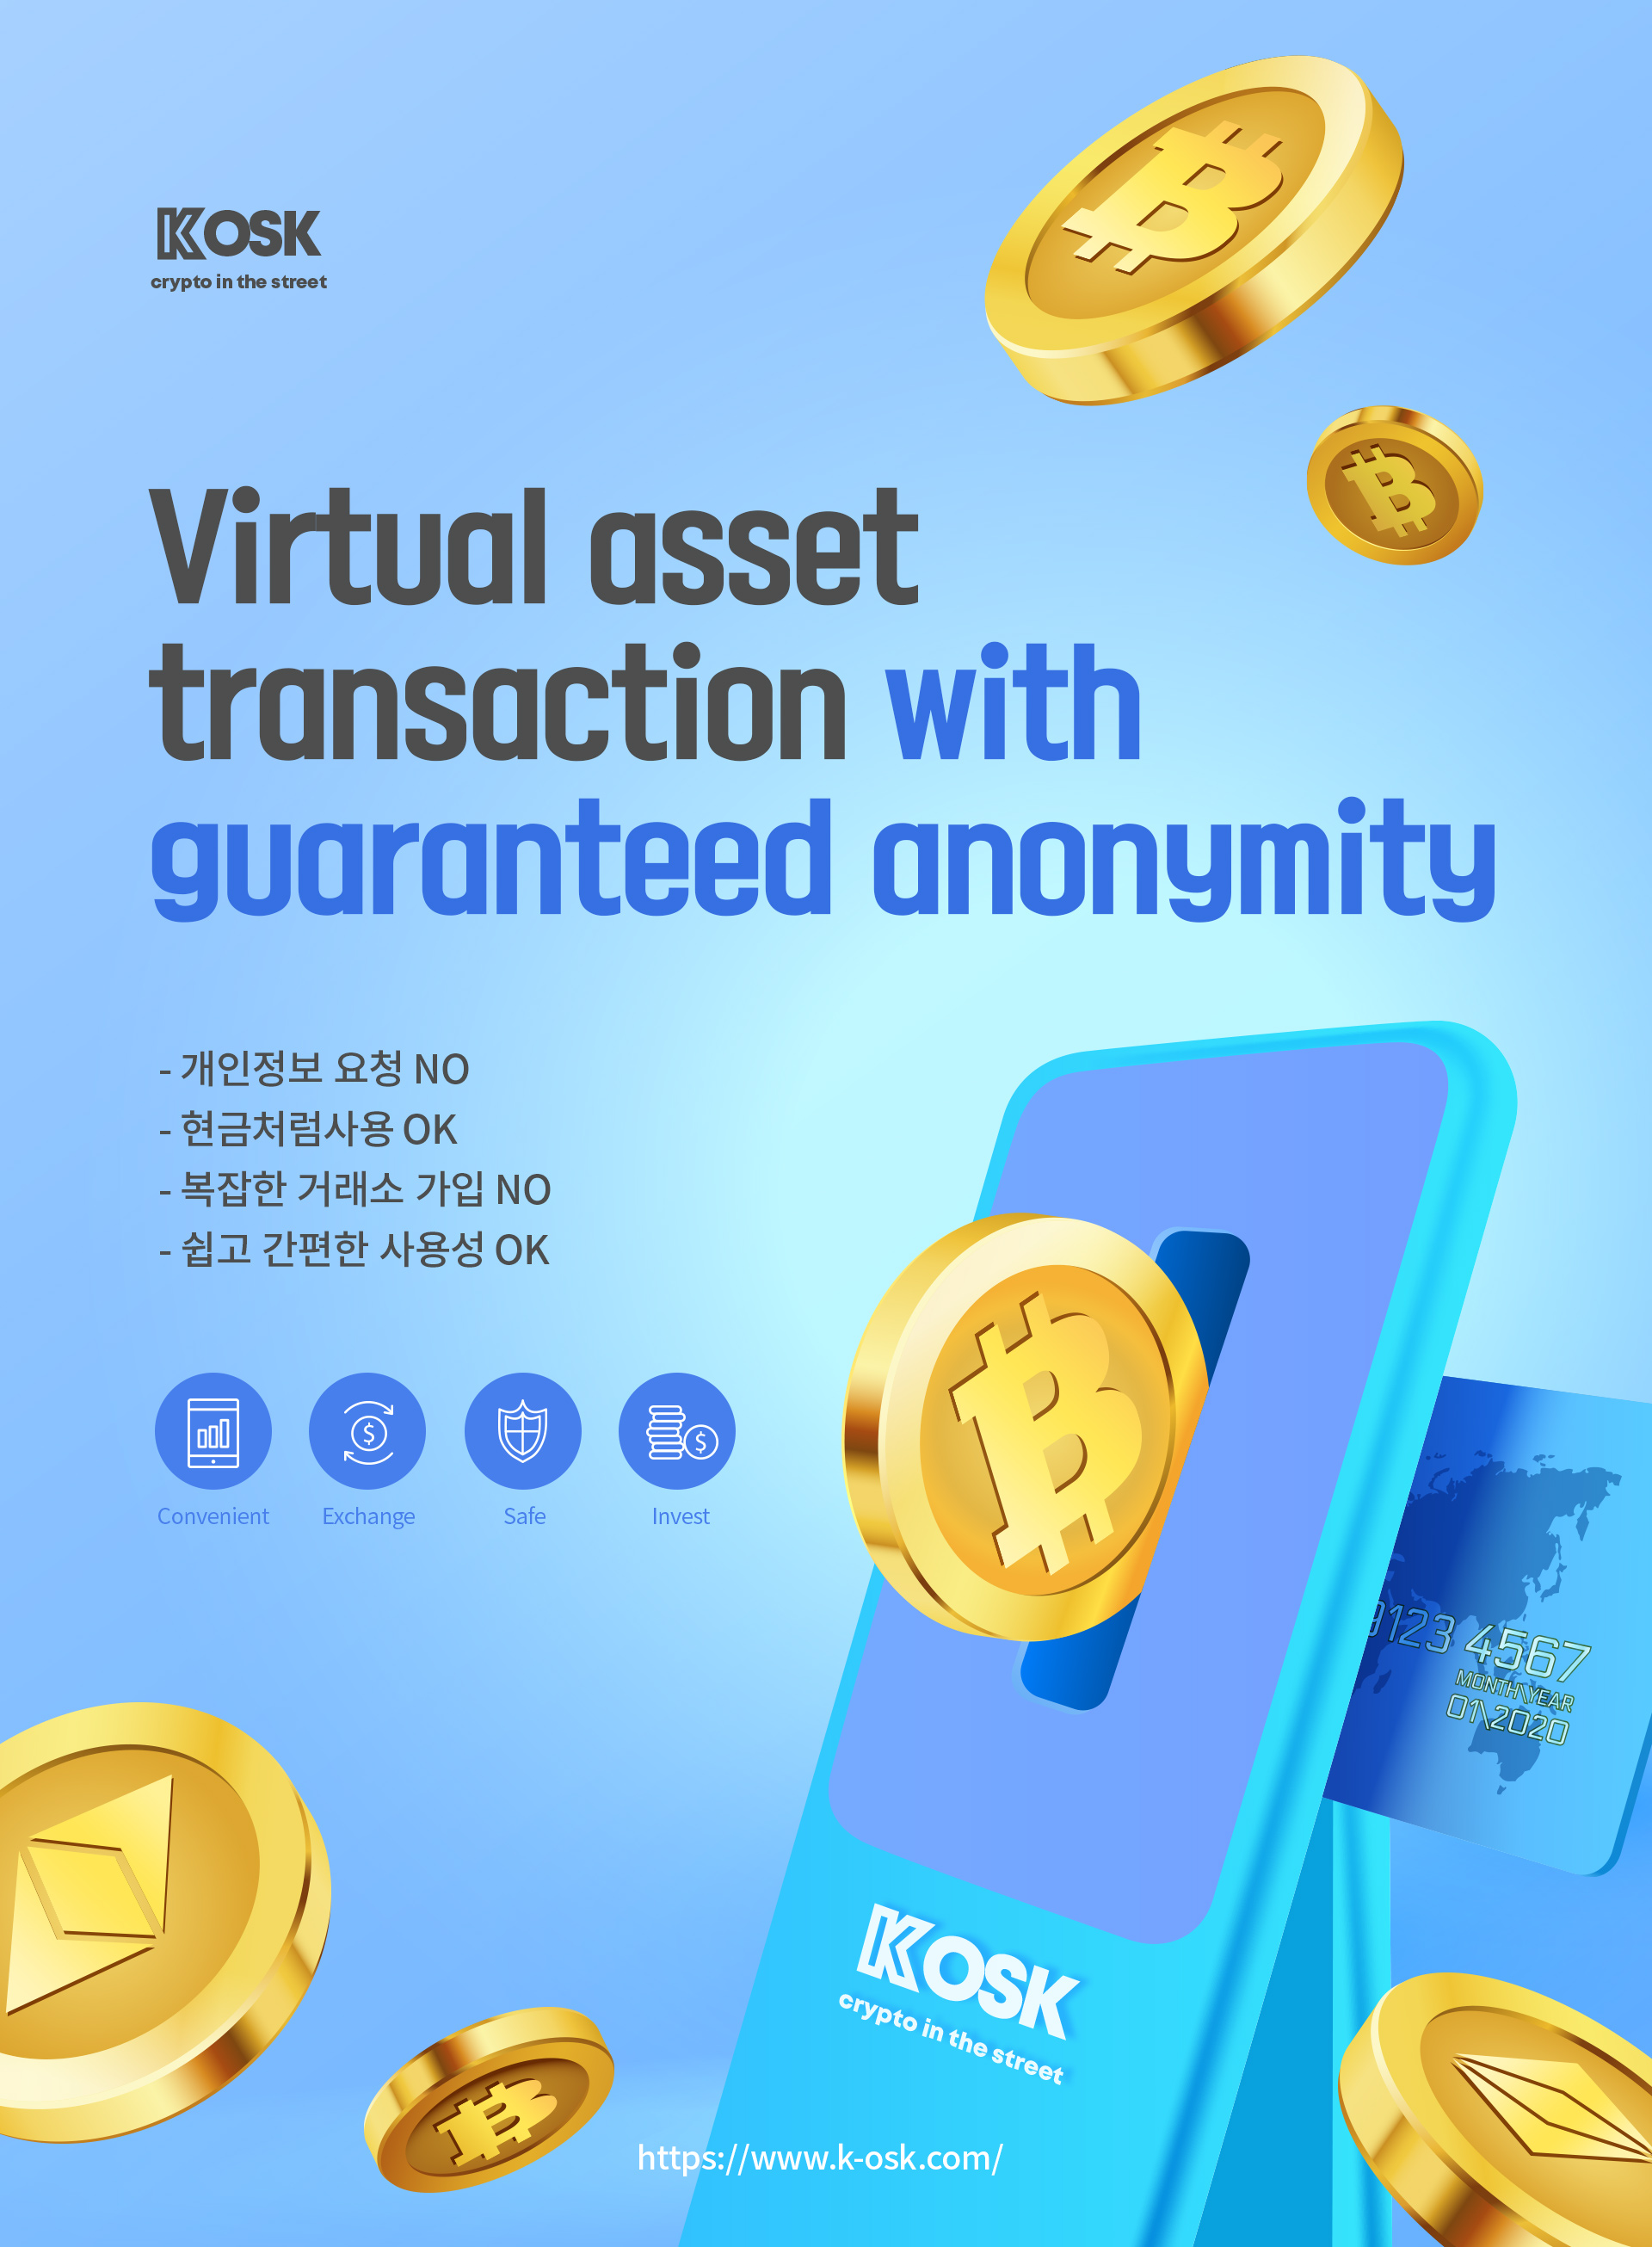 KOSK
crypto in the street
Virtual asset
transaction with
guaranteed anonymity
- 개인정보 요청 NO
- 현금처럼사용 OK
- 복잡한 거래소 가입 NO
- 쉽고 간편한 사용성 OK
Convenient Exchange Safe Invest
9123 4567
MONTH\YEAR
01\2020
KOSK
crypto in the street
https://www.k-osk.com/